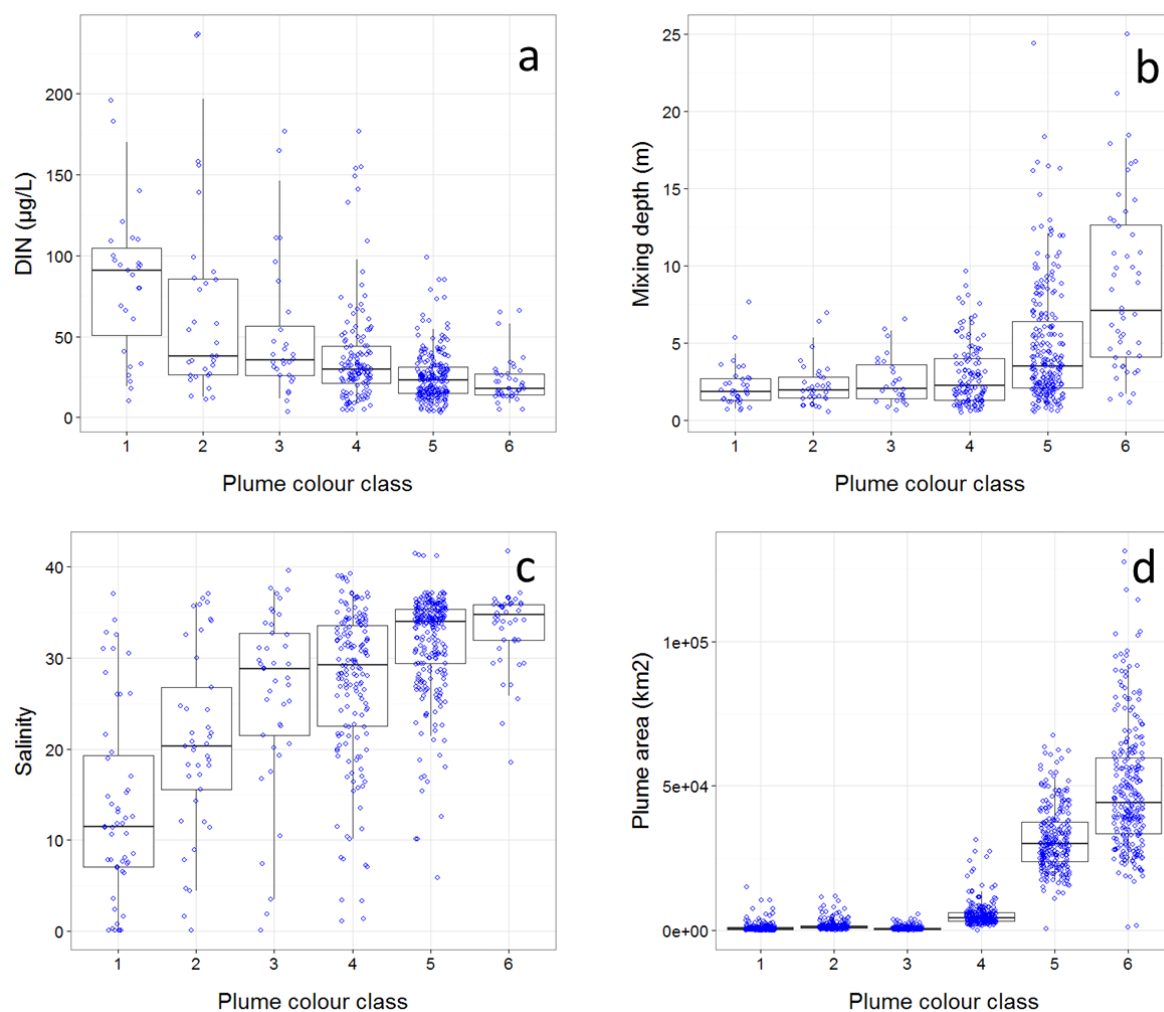 a
DIN (µg/L)
200
150
100
50
0
1 2 3 4 5 6
Plume colour class
b
Mixing depth (m)
25
20
15
10
5
0
1 2 3 4 5 6
Plume colour class
c
Salinity
40
30
20
10
0
1 2 3 4 5 6
Plume colour class
d
Plume area (km2)
1e+05
5e+04
0e+00
1 2 3 4 5 6
Plume colour class